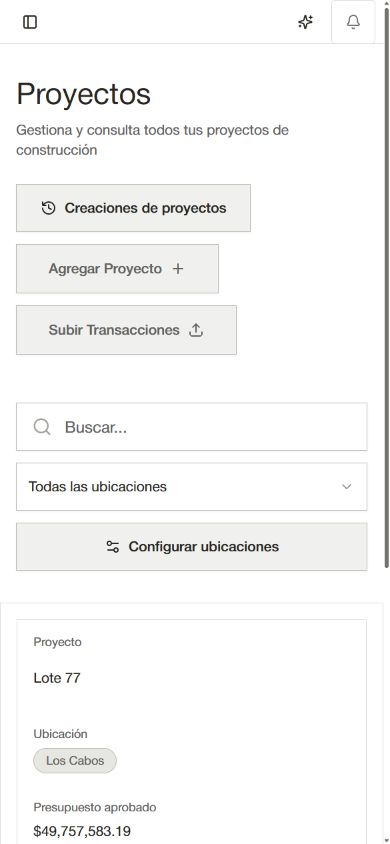 Proyectos
Gestiona y consulta todos tus proyectos de
construcción
Creaciones de proyectos
Agregar Proyecto
Subir Transacciones
Buscar...
Todas las ubicaciones
Configurar ubicaciones
Proyecto
Lote 77
Ubicación
Los Cabos
Presupuesto aprobado
$49,757,583.19